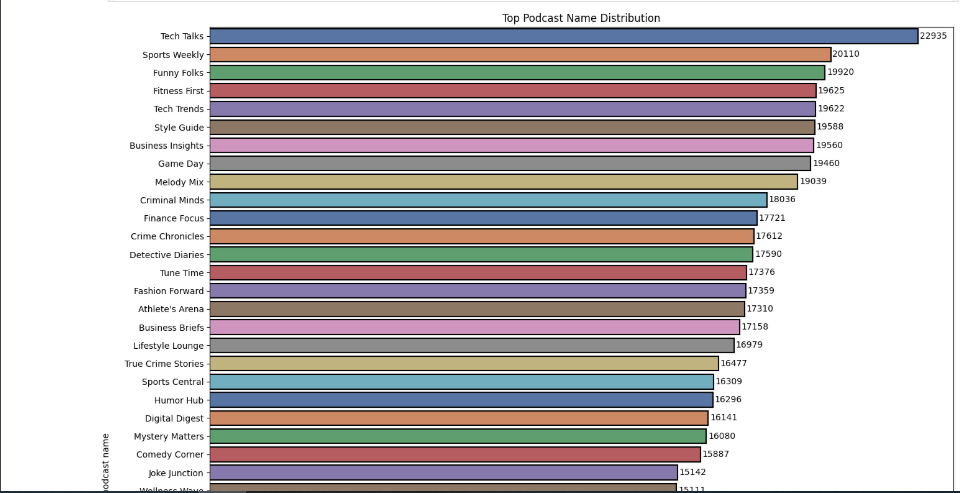 Top Podcast Name Distribution
Tech Talks 22935
Sports Weekly 20110
Funny Folks 19920
Fitness First 19625
Tech Trends 19622
Style Guide 19588
Business Insights 19560
Game Day 19460
Melody Mix 19039
Criminal Minds 18036
Finance Focus 17721
Crime Chronicles 17612
Detective Diaries 17590
Tune Time 17376
Fashion Forward 17359
Athlete's Arena 17310
Business Briefs 17158
Lifestyle Lounge 16979
True Crime Stories 16477
Sports Central 16309
Humor Hub 16296
Digital Digest 16141
Mystery Matters 16080
Comedy Corner 15887
Joke Junction 15142
Wellness Wave 15111
name